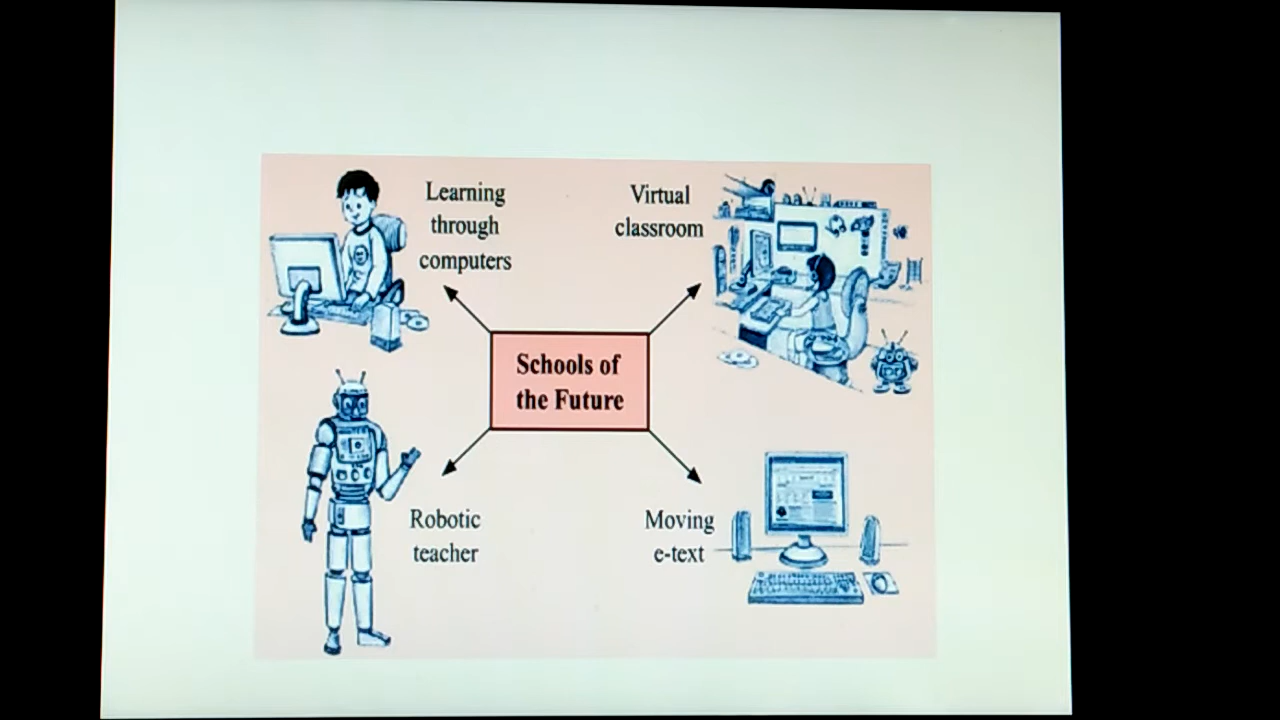 Learning
through
computers
Virtual
classroom
Schools of
the Future
Robotic
teacher
Moving
e-text